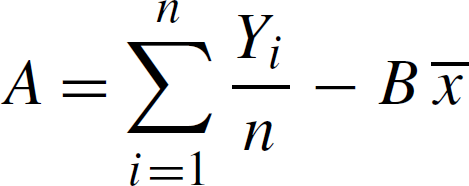 A = \sum_{i=1}^{n} \frac{Y_i}{n} - B\overline{x}